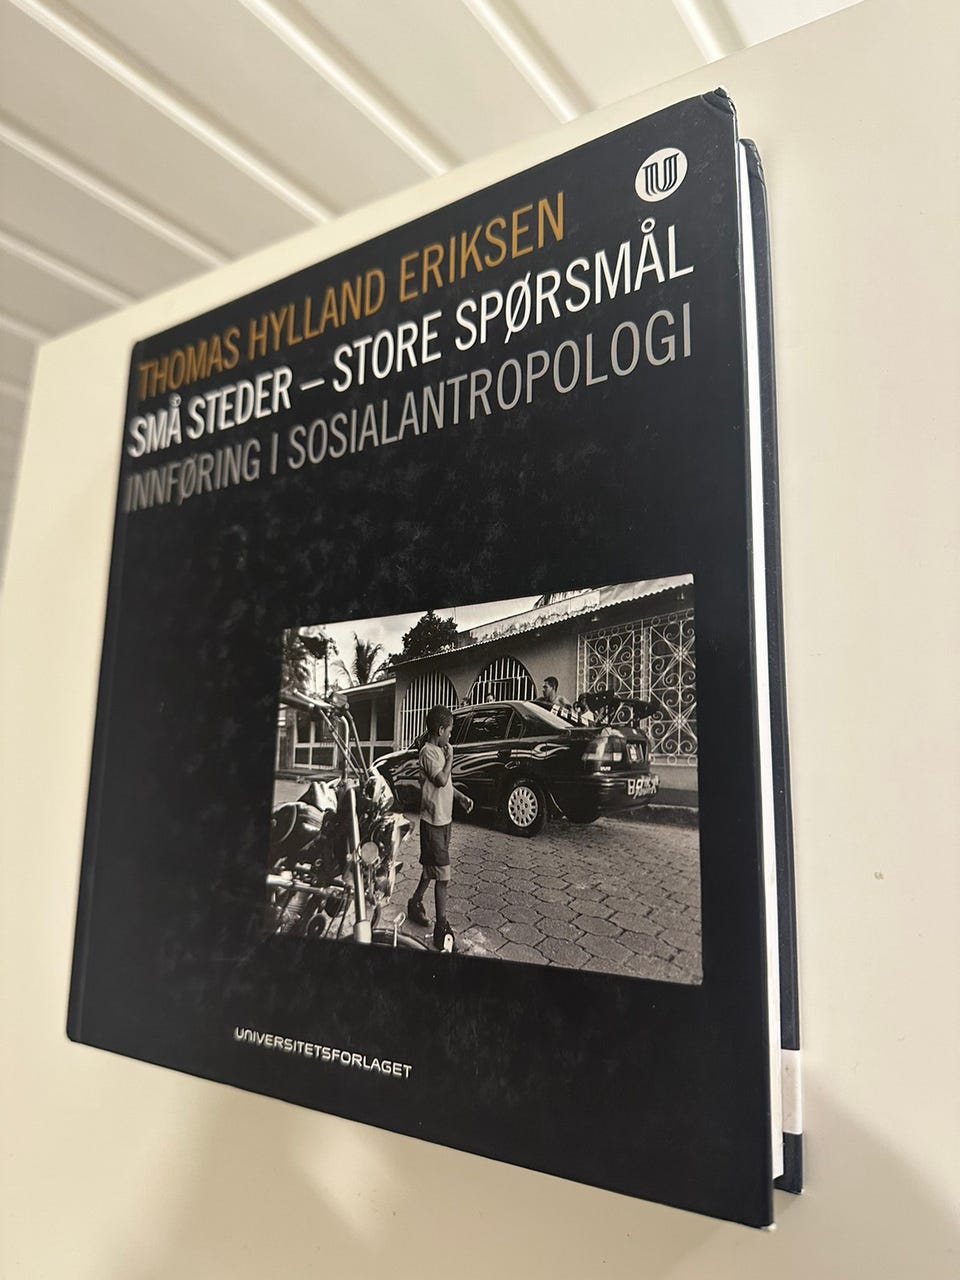 THOMAS HYLLAND ERIKSEN
SMÅ STEDER – STORE SPØRSMÅL
INNFØRING I SOSIALANTROPOLOGI
UNIVERSITETSFORLAGET